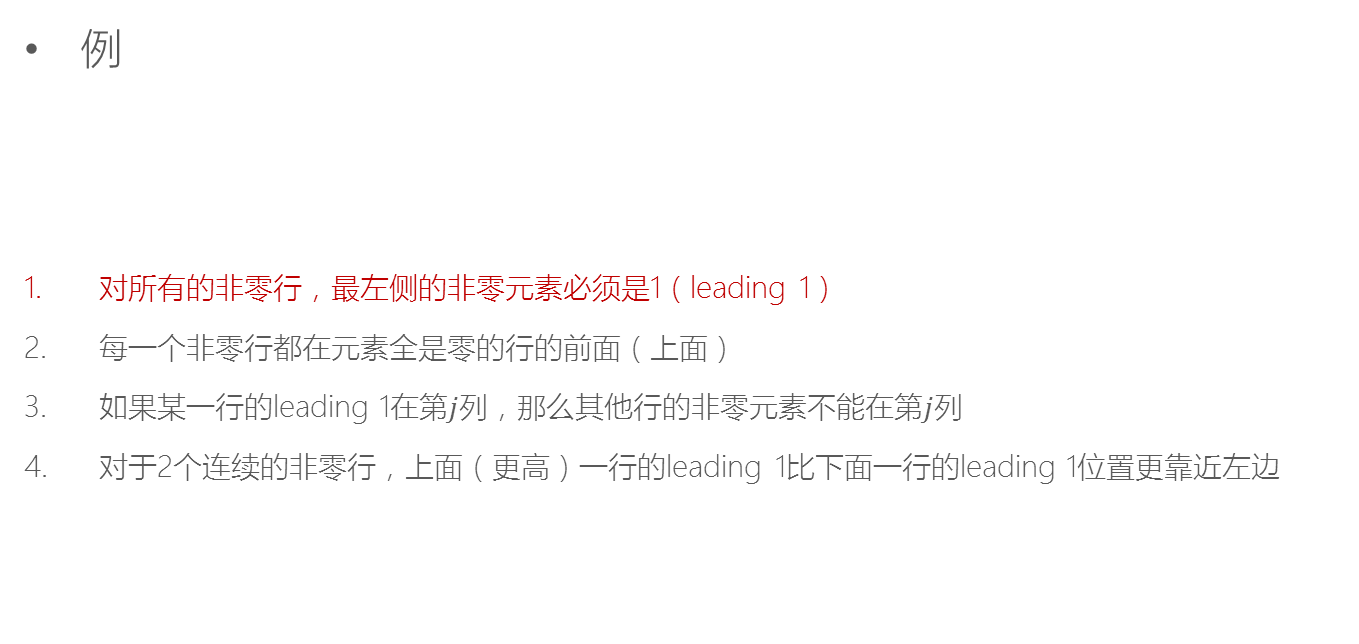 • 例
1. 对所有的非零行，最左侧的非零元素必须是1（leading 1）
2. 每一个非零行都在元素全是零的行的前面（上面）
3. 如果某一行的leading 1在第j列，那么其他行的非零元素不能在第j列
4. 对于2个连续的非零行，上面（更高）一行的leading 1比下面一行的leading 1位置更靠近左边